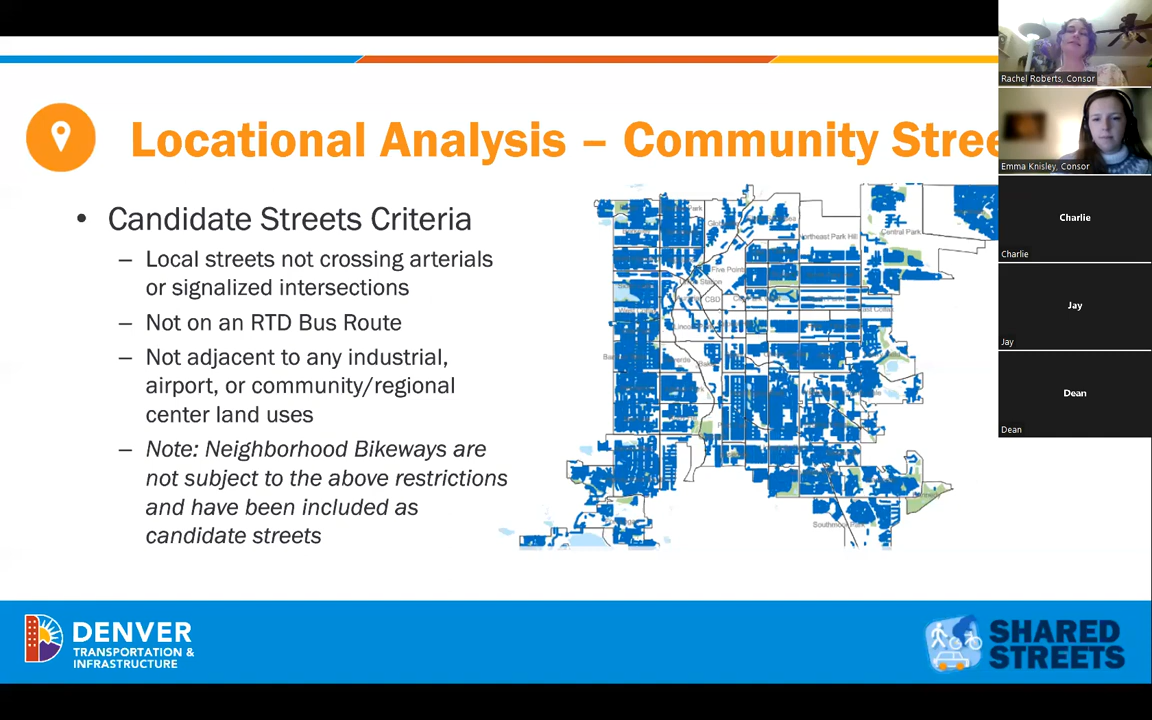 Locational Analysis – Community Stree
Candidate Streets Criteria
– Local streets not crossing arterials
or signalized intersections
– Not on an RTD Bus Route
– Not adjacent to any industrial,
airport, or community/regional
center land uses
– Note: Neighborhood Bikeways are
not subject to the above restrictions
and have been included as
candidate streets
Northeast Park Hill
Central Park
Five Points
CBD
Rachel Roberts, Consor
Emma Knisley, Consor
Charlie
Charlie
Jay
Jay
Dean
Dean
DENVER
TRANSPORTATION &
INFRASTRUCTURE
SHARED
STREETS